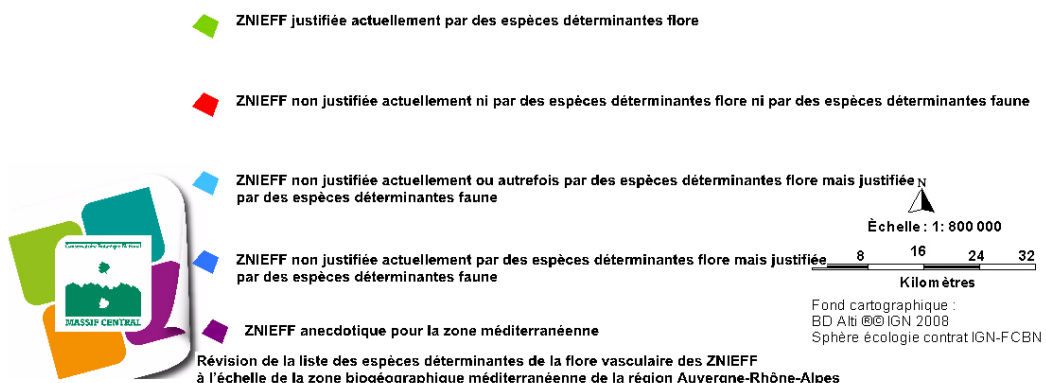 ZNIEFF justifiée actuellement par des espèces déterminantes flore
ZNIEFF non justifiée actuellement ni par des espèces déterminantes flore ni par des espèces déterminantes faune
ZNIEFF non justifiée actuellement ou autrefois par des espèces déterminantes flore mais justifiée
par des espèces déterminantes faune
N
Èchelle : 1: 800 000
ZNIEFF non justifiée actuellement par des espèces déterminantes flore mais justifiée
par des espèces déterminantes faune
8 16 24 32
Kilomètres
Fond cartographique :
BD Alti ®© IGN 2008
Sphère écologie contrat IGN-FCBN
MASSIF CENTRAL
ZNIEFF anecdotique pour la zone méditerranéenne
Révision de la liste des espèces déterminantes de la flore vasculaire des ZNIEFF
à l'échelle de la zone biogéographique méditerranéenne de la région Auvergne-Rhône-Alpes